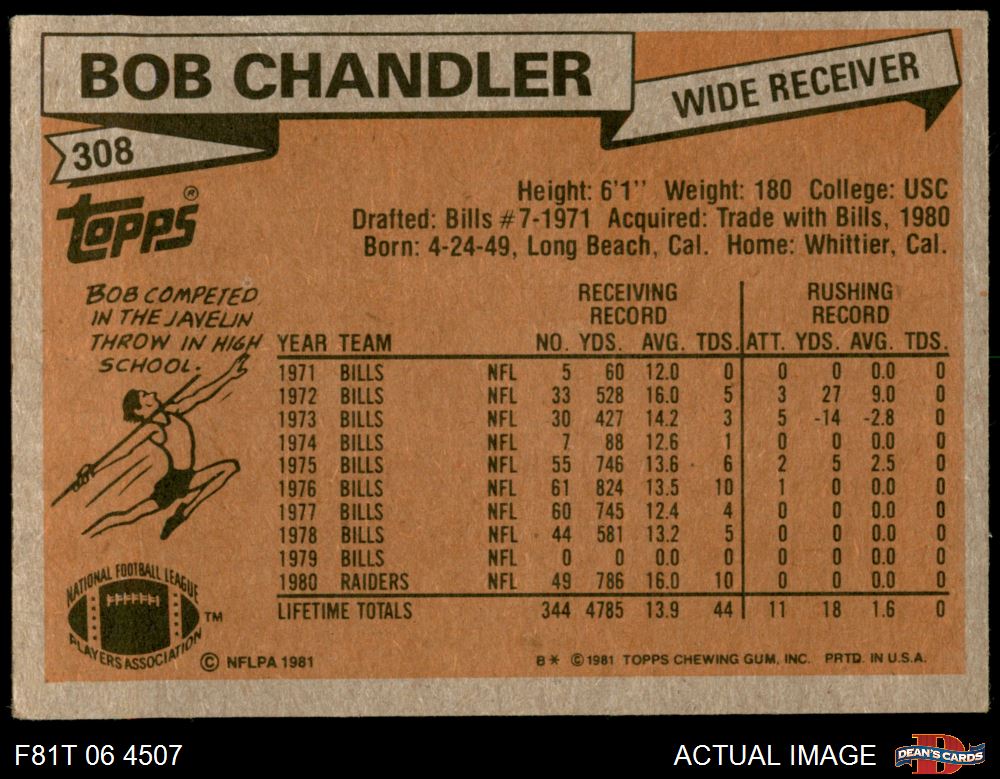 BOB CHANDLER
WIDE RECEIVER
308
TOPPS®
Height: 6'1'' Weight: 180 College: USC
Drafted: Bills #7-1971 Acquired: Trade with Bills, 1980
Born: 4-24-49, Long Beach, Cal. Home: Whittier, Cal.
BOB COMPETED
IN THE JAVELIN
THROW IN HIGH
SCHOOL.
RECEIVING RECORD RUSHING RECORD
YEAR TEAM NO. YDS. AVG. TDS. ATT. YDS. AVG. TDS.
1971 BILLS NFL 5 60 12.0 0 0 0 0.0 0
1972 BILLS NFL 33 528 16.0 5 3 27 9.0 0
1973 BILLS NFL 30 427 14.2 3 5 -14 -2.8 0
1974 BILLS NFL 7 88 12.6 1 0 0 0.0 0
1975 BILLS NFL 55 746 13.6 6 2 5 2.5 0
1976 BILLS NFL 61 824 13.5 10 1 0 0.0 0
1977 BILLS NFL 60 745 12.4 4 0 0 0.0 0
1978 BILLS NFL 44 581 13.2 5 0 0 0.0 0
1979 BILLS NFL 0 0 0.0 0 0 0 0.0 0
1980 RAIDERS NFL 49 786 16.0 10 0 0 0.0 0
LIFETIME TOTALS 344 4785 13.9 44 11 18 1.6 0
NATIONAL FOOTBALL LEAGUE
PLAYERS ASSOCIATION ™
© NFLPA 1981
B* © 1981 TOPPS CHEWING GUM, INC. PRTD. IN U.S.A.
F81T 06 4507
ACTUAL IMAGE
D
DEAN'S CARDS